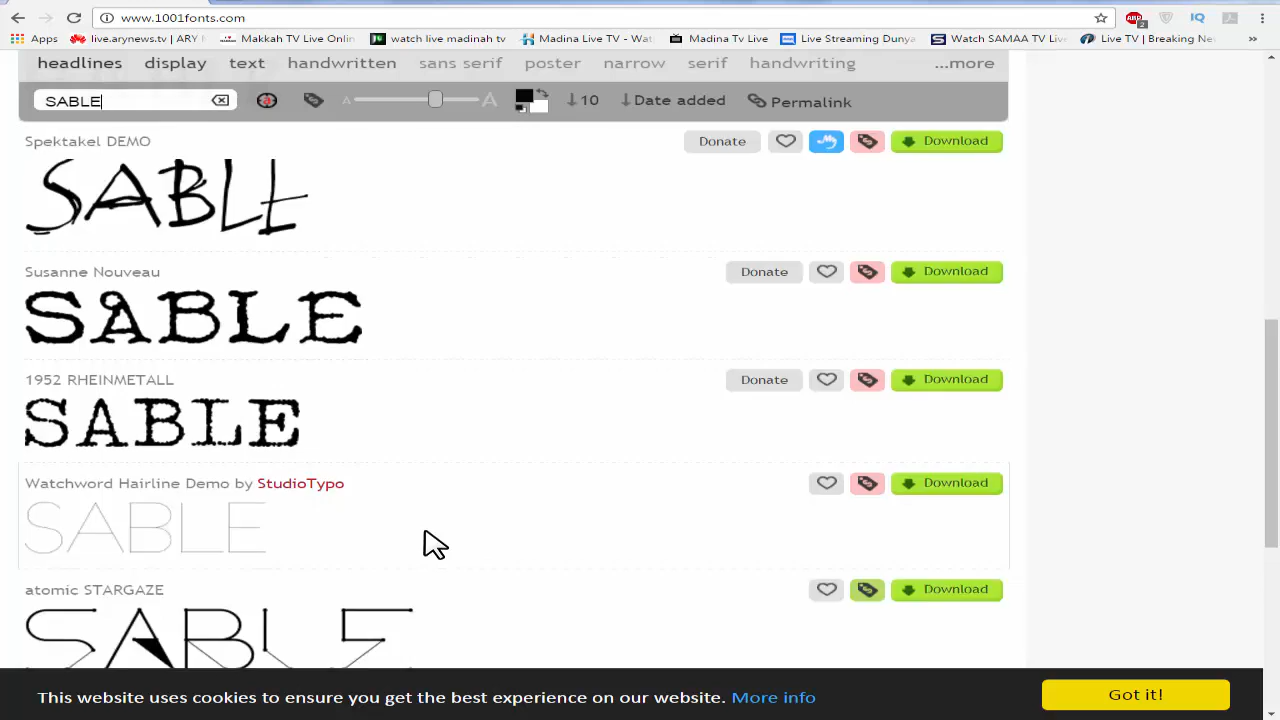 www.1001fonts.com
Apps live.arynews.tv | ARY Makkah TV Live Onlin watch live madinah tv Madina Live TV - Wat Madina Tv Live Live Streaming Dunya Watch SAMAA TV Live Live TV | Breaking Ne »
headlines display text handwritten sans serif poster narrow serif handwriting ...more
SABLE A A 10 Date added Permalink
Spektakel DEMO Donate Download
SABLE
Susanne Nouveau Donate Download
SABLE
1952 RHEINMETALL Donate Download
SABLE
Watchword Hairline Demo by StudioTypo Download
SABLE
atomic STARGAZE Download
SABLE
This website uses cookies to ensure you get the best experience on our website. More info Got it!